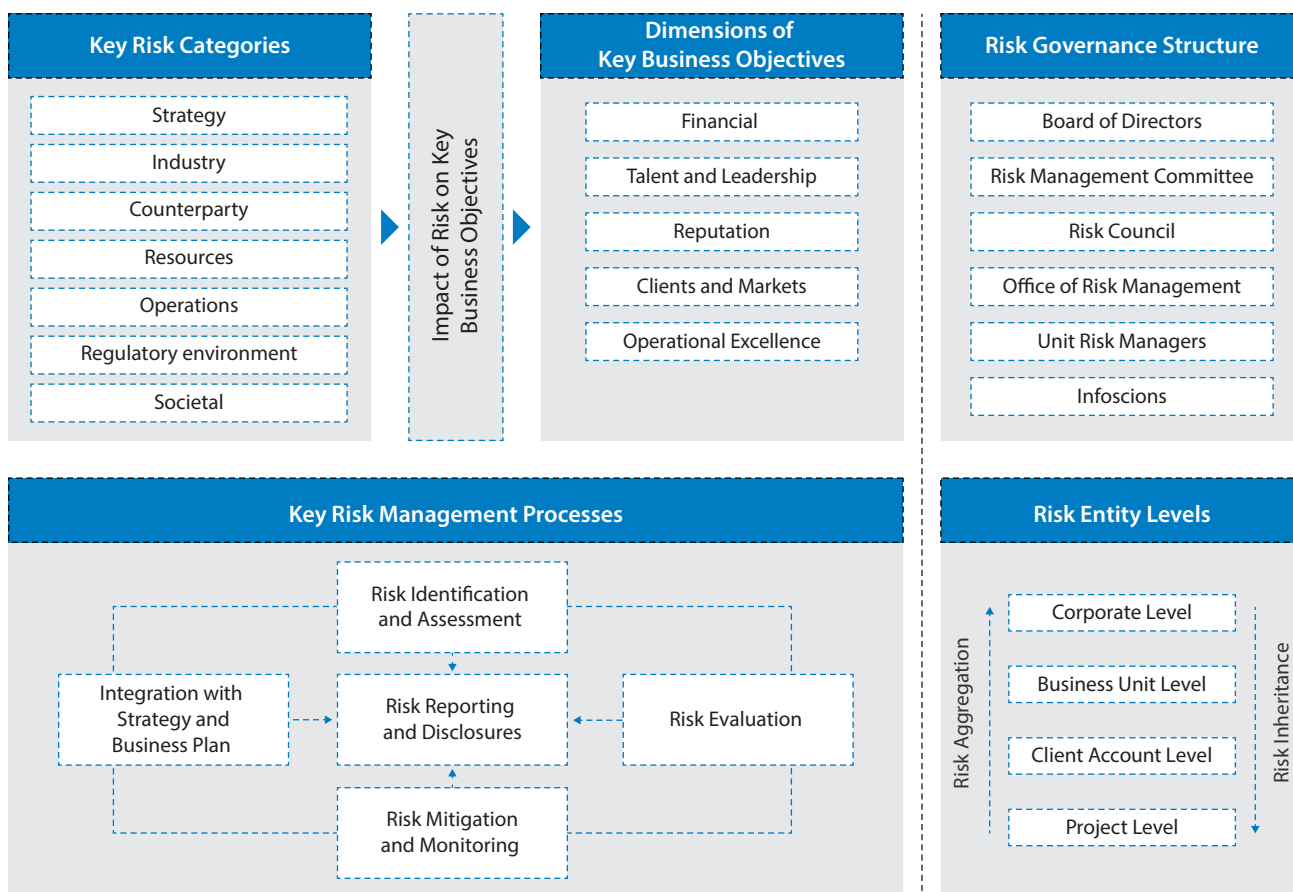 Key Risk Categories
Strategy
Industry
Counterparty
Resources
Operations
Regulatory environment
Societal
Impact of Risk on Key
Business Objectives
Dimensions of
Key Business Objectives
Financial
Talent and Leadership
Reputation
Clients and Markets
Operational Excellence
Risk Governance Structure
Board of Directors
Risk Management Committee
Risk Council
Office of Risk Management
Unit Risk Managers
Infoscions
Key Risk Management Processes
Risk Identification
and Assessment
Integration with
Strategy and
Business Plan
Risk Reporting
and Disclosures
Risk Evaluation
Risk Mitigation
and Monitoring
Risk Entity Levels
Risk Aggregation
Corporate Level
Business Unit Level
Client Account Level
Project Level
Risk Inheritance